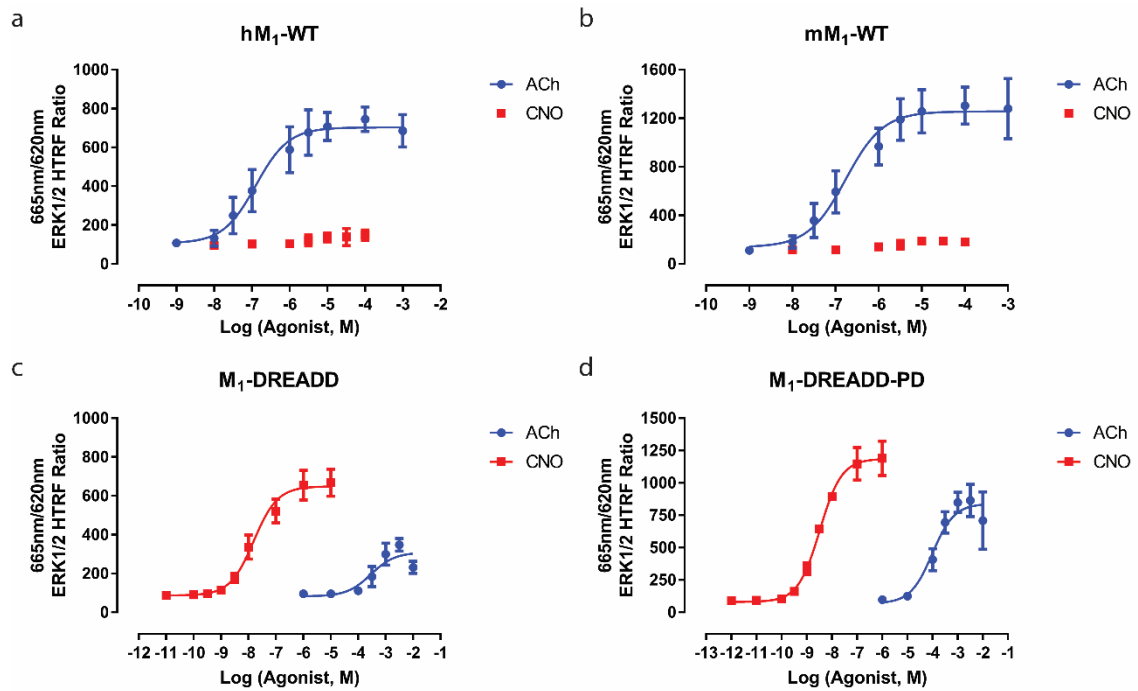 a
hM1-WT
665nm/620nm
ERK1/2 HTRF Ratio
1000
800
600
400
200
0
-10 -9 -8 -7 -6 -5 -4 -3 -2
Log (Agonist, M)
ACh
CNO
b
mM1-WT
665nm/620nm
ERK1/2 HTRF Ratio
1600
1200
800
400
0
-10 -9 -8 -7 -6 -5 -4 -3
Log (Agonist, M)
ACh
CNO
c
M1-DREADD
665nm/620nm
ERK1/2 HTRF Ratio
1000
800
600
400
200
0
-12 -11 -10 -9 -8 -7 -6 -5 -4 -3 -2 -1
Log (Agonist, M)
ACh
CNO
d
M1-DREADD-PD
665nm/620nm
ERK1/2 HTRF Ratio
1500
1250
1000
750
500
250
0
-13 -12 -11 -10 -9 -8 -7 -6 -5 -4 -3 -2 -1
Log (Agonist, M)
ACh
CNO